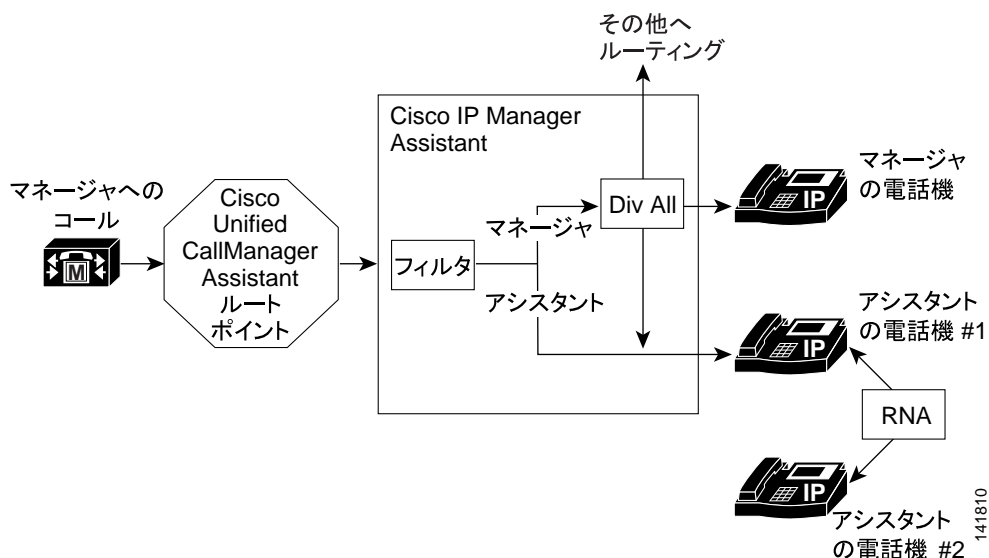 その他へ
ルーティング
Cisco IP Manager
Assistant
マネージャへの
コール
M
Cisco
Unified
CallManager
Assistant
ルート
ポイント
フィルタ
マネージャ
アシスタント
Div All
IP
マネージャ
の電話機
IP
アシスタント
の電話機 #1
RNA
IP
アシスタント
の電話機 #2
141810